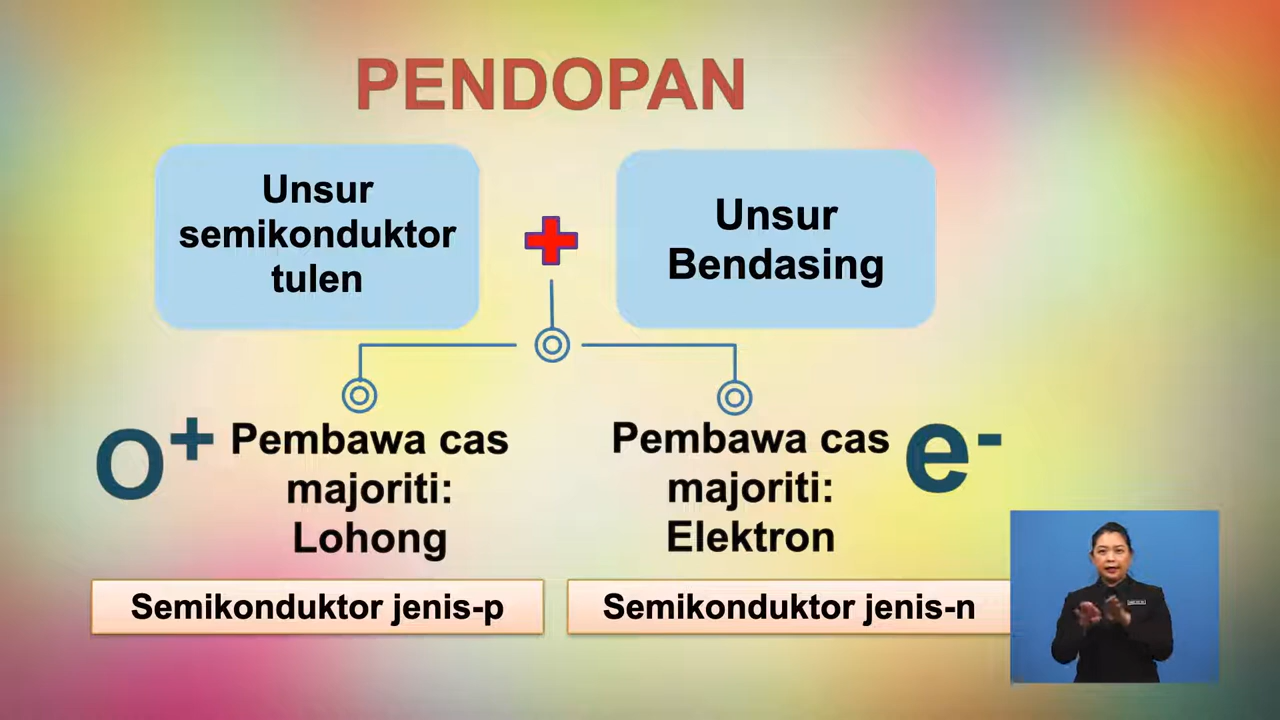 PENDOPAN
Unsur
semikonduktor
tulen
Unsur
Bendasing
o+
Pembawa cas
majoriti:
Lohong
Pembawa cas
majoriti:
Elektron
e-
Semikonduktor jenis-p
Semikonduktor jenis-n